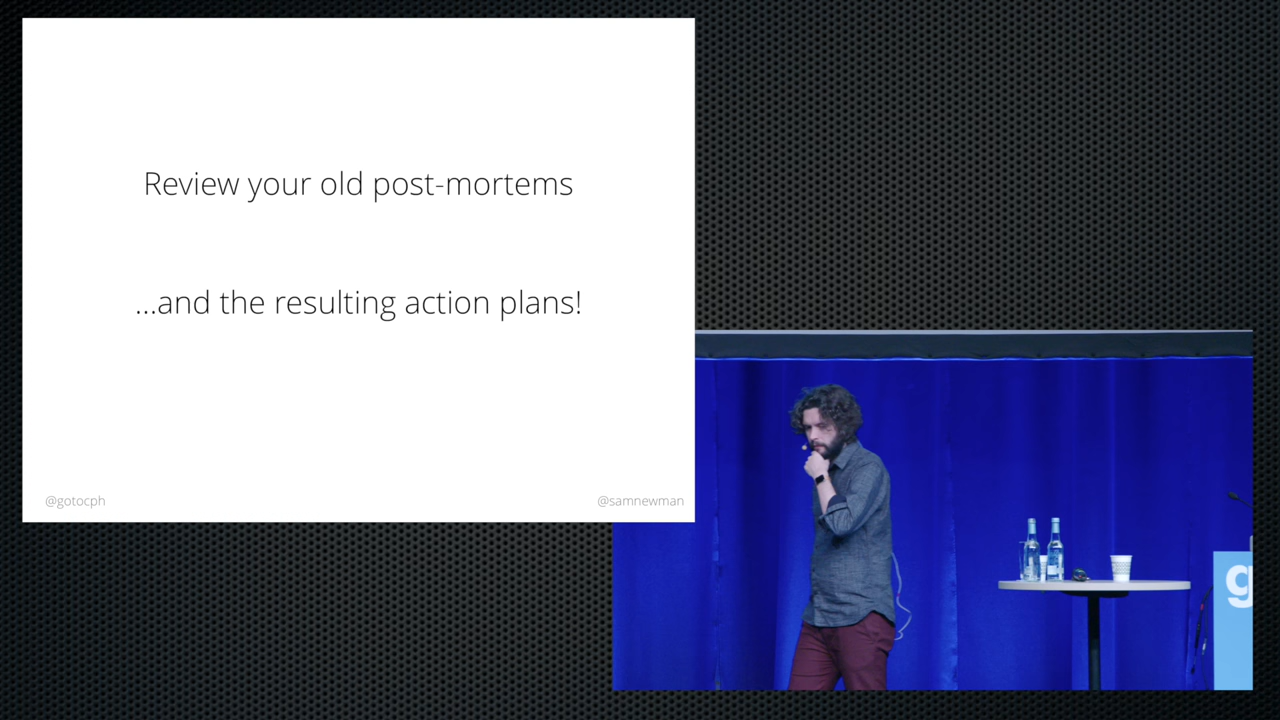 Review your old post-mortems
...and the resulting action plans!
@gotocph
@samnewman
g